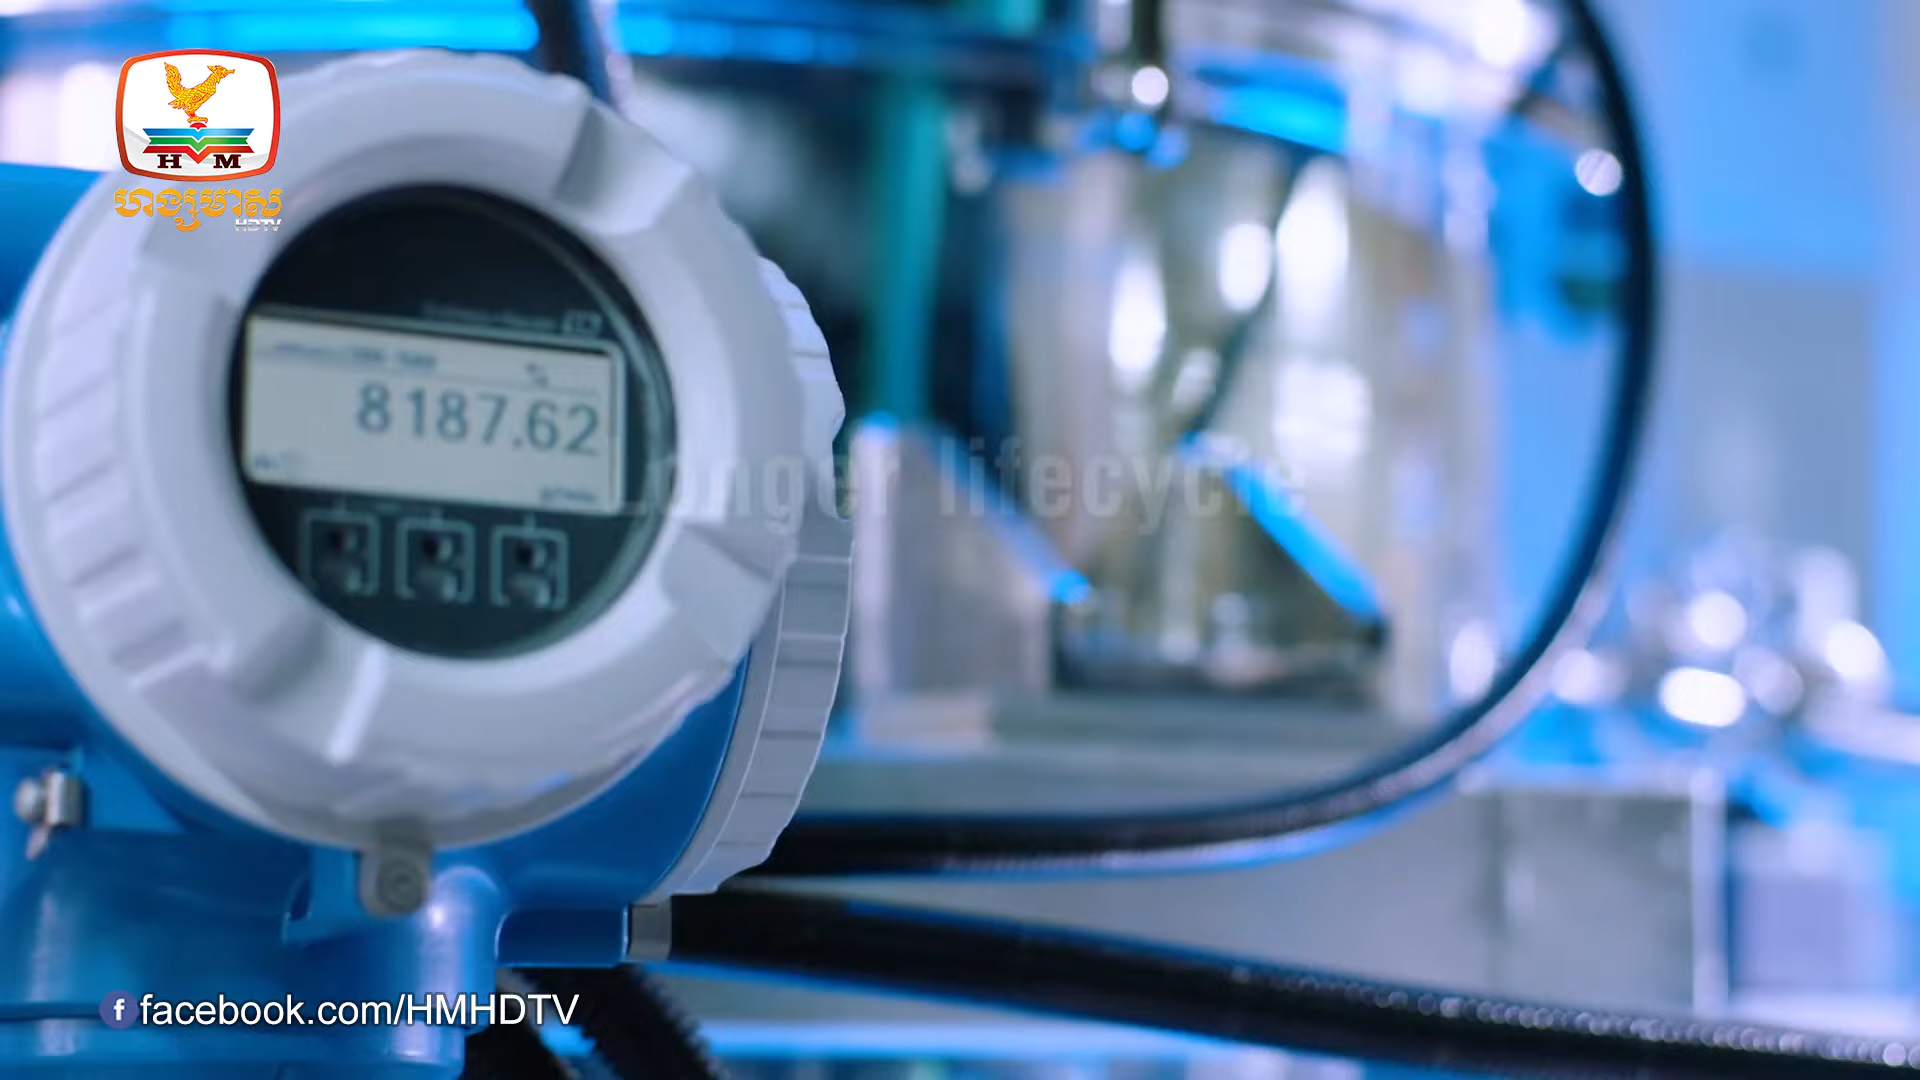 H M
ហង្សមាស
HDTV
8187.62
Longer lifecycle
facebook.com/HMHDTV